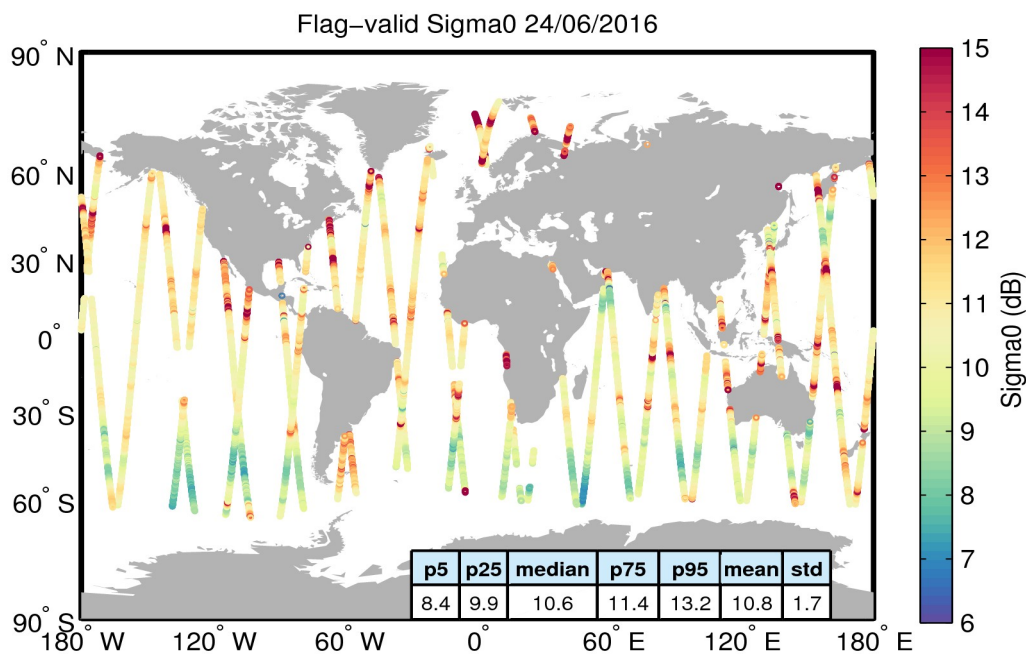 Flag−valid Sigma0 24/06/2016
90° N
60° N
30° N
0°
30° S
60° S
90° S
180° W
120° W
60° W
0°
60° E
120° E
180° E
p5 p25 median p75 p95 mean std
8.4 9.9 10.6 11.4 13.2 10.8 1.7
15
14
13
12
11
10
9
8
7
6
Sigma0 (dB)